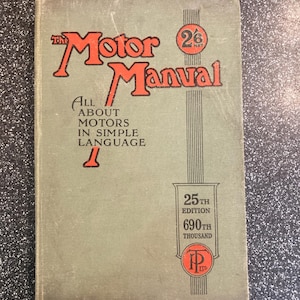 The Motor
Manual
2/6
NET
ALL
ABOUT
MOTORS
IN SIMPLE
LANGUAGE
25TH
EDITION
690TH
THOUSAND
TP
LTD